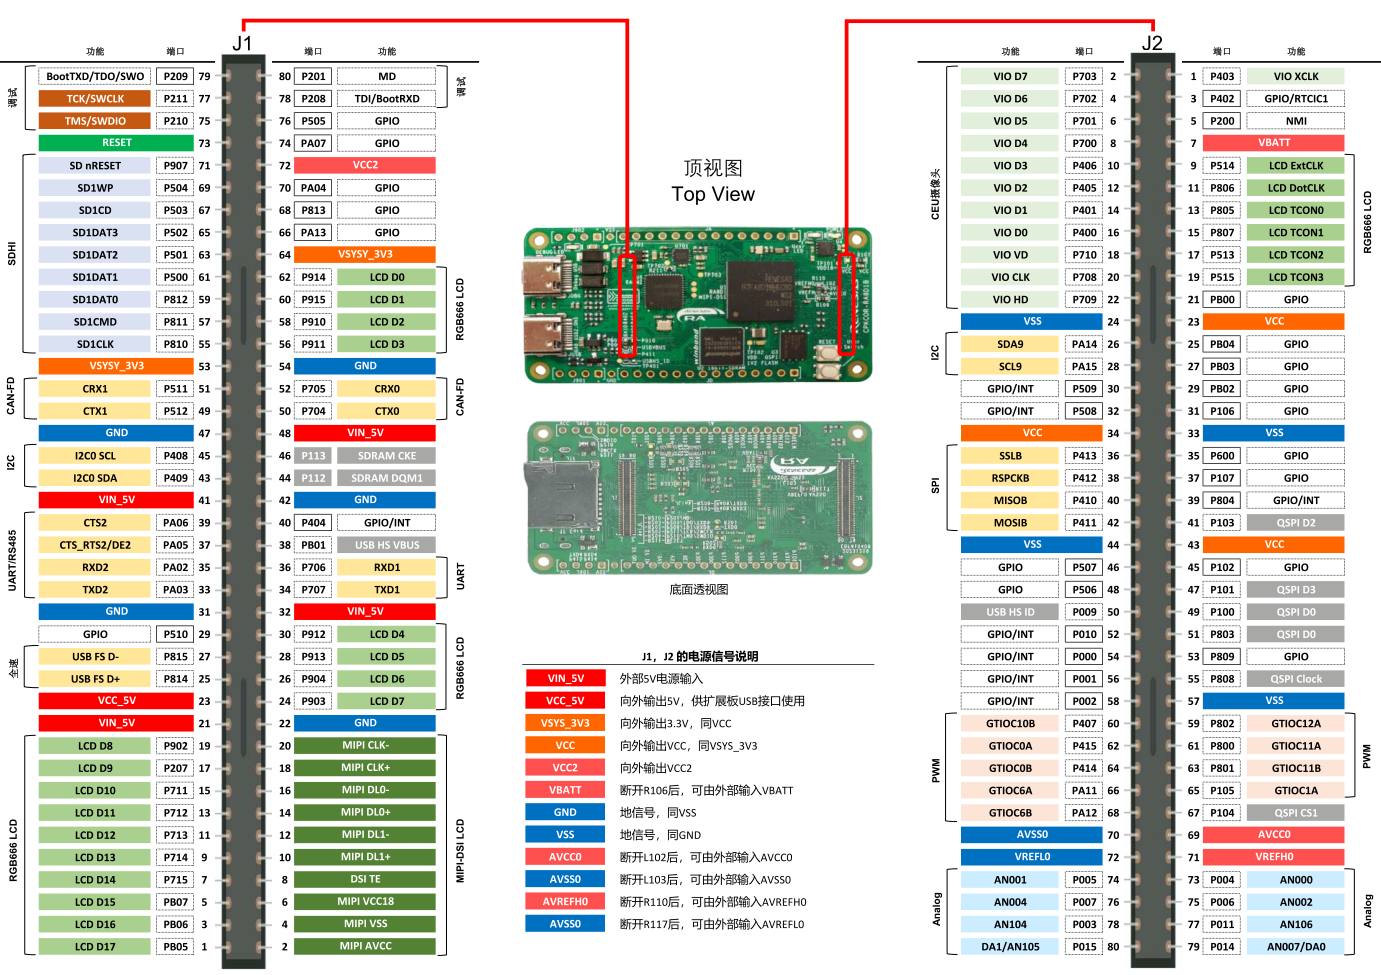 J1
功能 端口 端口 功能
BootTXD/TDO/SWO P209 79 80 P201 MD
TCK/SWCLK P211 77 78 P208 TDI/BootRXD
TMS/SWDIO P210 75 76 P505 GPIO
RESET 73 74 PA07 GPIO
SD nRESET P907 71 72 VCC2
SD1WP P504 69 70 PA04 GPIO
SD1CD P503 67 68 P813 GPIO
SD1DAT3 P502 65 66 PA13 GPIO
SD1DAT2 P501 63 64 VSYSY_3V3
SD1DAT1 P500 61 62 P914 LCD D0
SD1DAT0 P812 59 60 P915 LCD D1
SD1CMD P811 57 58 P910 LCD D2
SD1CLK P810 55 56 P911 LCD D3
VSYSY_3V3 53 54 GND
CRX1 P511 51 52 P705 CRX0
CTX1 P512 49 50 P704 CTX0
GND 47 48 VIN_5V
I2C0 SCL P408 45 46 P113 SDRAM CKE
I2C0 SDA P409 43 44 P112 SDRAM DQM1
VIN_5V 41 42 GND
CTS2 PA06 39 40 P404 GPIO/INT
CTS_RTS2/DE2 PA05 37 38 PB01 USB HS VBUS
RXD2 PA02 35 36 P706 RXD1
TXD2 PA03 33 34 P707 TXD1
GND 31 32 VIN_5V
GPIO P510 29 30 P912 LCD D4
USB FS D- P815 27 28 P913 LCD D5
USB FS D+ P814 25 26 P904 LCD D6
VCC_5V 23 24 P903 LCD D7
VIN_5V 21 22 GND
LCD D8 P902 19 20 MIPI CLK-
LCD D9 P207 17 18 MIPI CLK+
LCD D10 P711 15 16 MIPI DL0-
LCD D11 P712 13 14 MIPI DL0+
LCD D12 P713 11 12 MIPI DL1-
LCD D13 P714 9 10 MIPI DL1+
LCD D14 P715 7 8 DSI TE
LCD D15 PB07 5 6 MIPI VCC18
LCD D16 PB06 3 4 MIPI VSS
LCD D17 PB05 1 2 MIPI AVCC
调试
SDHI
CAN-FD
I2C
UART/RS485
全速
RGB666 LCD
调试
RGB666 LCD
CAN-FD
UART
RGB666 LCD
MIPI-DSI LCD
顶视图
Top View
底面透视图
J1，J2 的电源信号说明
VIN_5V 外部5V电源输入
VCC_5V 向外输出5V，供扩展板USB接口使用
VSYS_3V3 向外输出3.3V，同VCC
VCC 向外输出VCC，同VSYS_3V3
VCC2 向外输出VCC2
VBATT 断开R106后，可由外部输入VBATT
GND 地信号，同VSS
VSS 地信号，同GND
AVCC0 断开L102后，可由外部输入AVCC0
AVSS0 断开L103后，可由外部输入AVSS0
AVREFH0 断开R110后，可由外部输入AVREFH0
AVSS0 断开R117后，可由外部输入AVREFL0
J2
功能 端口 端口 功能
VIO D7 P703 2 1 P403 VIO XCLK
VIO D6 P702 4 3 P402 GPIO/RTCIC1
VIO D5 P701 6 5 P200 NMI
VIO D4 P700 8 7 VBATT
VIO D3 P406 10 9 P514 LCD ExtCLK
VIO D2 P405 12 11 P806 LCD DotCLK
VIO D1 P401 14 13 P805 LCD TCON0
VIO D0 P400 16 15 P807 LCD TCON1
VIO VD P710 18 17 P513 LCD TCON2
VIO CLK P708 20 19 P515 LCD TCON3
VIO HD P709 22 21 PB00 GPIO
VSS 24 23 VCC
SDA9 PA14 26 25 PB04 GPIO
SCL9 PA15 28 27 PB03 GPIO
GPIO/INT P509 30 29 PB02 GPIO
GPIO/INT P508 32 31 P106 GPIO
VCC 34 33 VSS
SSLB P413 36 35 P600 GPIO
RSPCKB P412 38 37 P107 GPIO
MISOB P410 40 39 P804 GPIO/INT
MOSIB P411 42 41 P103 QSPI D2
VSS 44 43 VCC
GPIO P507 46 45 P102 GPIO
GPIO P506 48 47 P101 QSPI D3
USB HS ID P009 50 49 P100 QSPI D0
GPIO/INT P010 52 51 P803 QSPI D0
GPIO/INT P000 54 53 P809 GPIO
GPIO/INT P001 56 55 P808 QSPI Clock
GPIO/INT P002 58 57 VSS
GTIOC10B P407 60 59 P802 GTIOC12A
GTIOC0A P415 62 61 P800 GTIOC11A
GTIOC0B P414 64 63 P801 GTIOC11B
GTIOC6A PA11 66 65 P105 GTIOC1A
GTIOC6B PA12 68 67 P104 QSPI CS1
AVSS0 70 69 AVCC0
VREFL0 72 71 VREFH0
AN001 P005 74 73 P004 AN000
AN004 P007 76 75 P006 AN002
AN104 P003 78 77 P011 AN106
DA1/AN105 P015 80 79 P014 AN007/DA0
CEU摄像头
I2C
SPI
PWM
Analog
RGB666 LCD
PWM
Analog